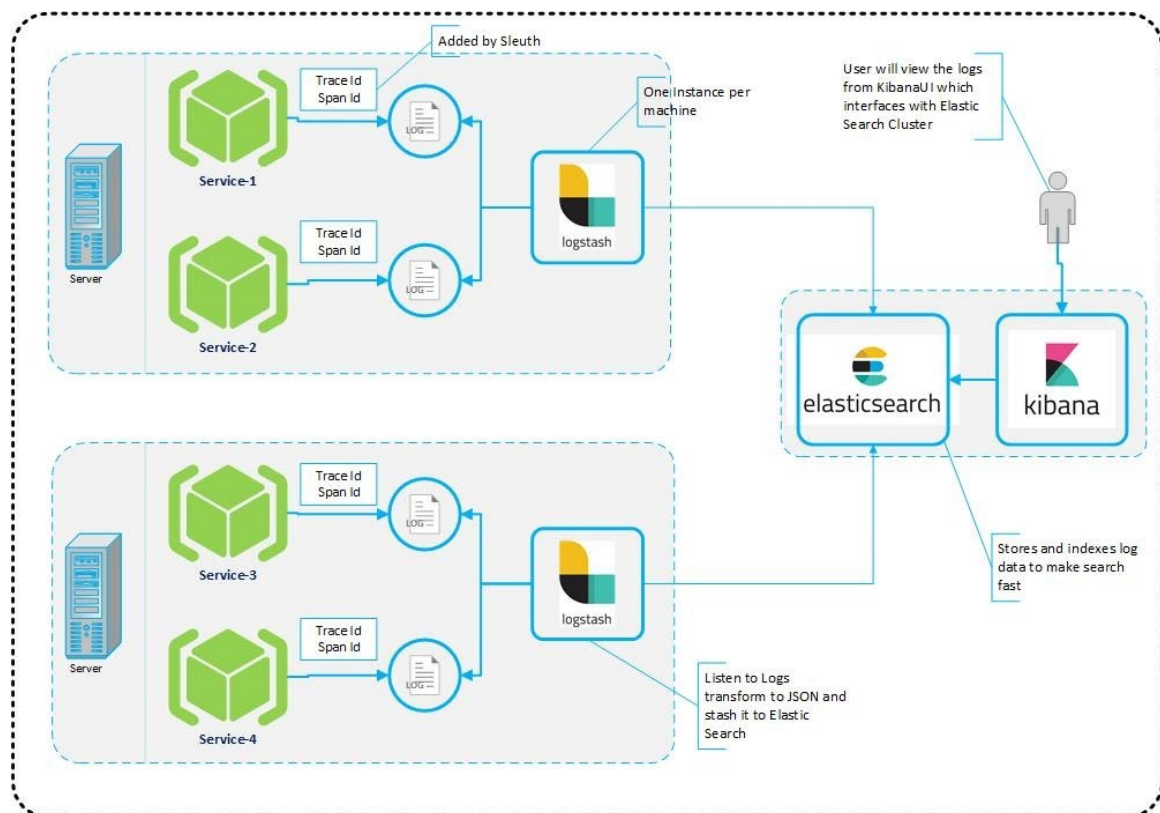 Added by Sleuth
Trace Id
Span Id
LOG
Service-1
One Instance per
machine
logstash
Trace Id
Span Id
LOG
Service-2
Server
User will view the logs
from KibanaUI which
interfaces with Elastic
Search Cluster
elasticsearch
kibana
Trace Id
Span Id
LOG
Service-3
logstash
Trace Id
Span Id
LOG
Service-4
Server
Stores and indexes log
data to make search
fast
Listen to Logs
transform to JSON and
stash it to Elastic
Search